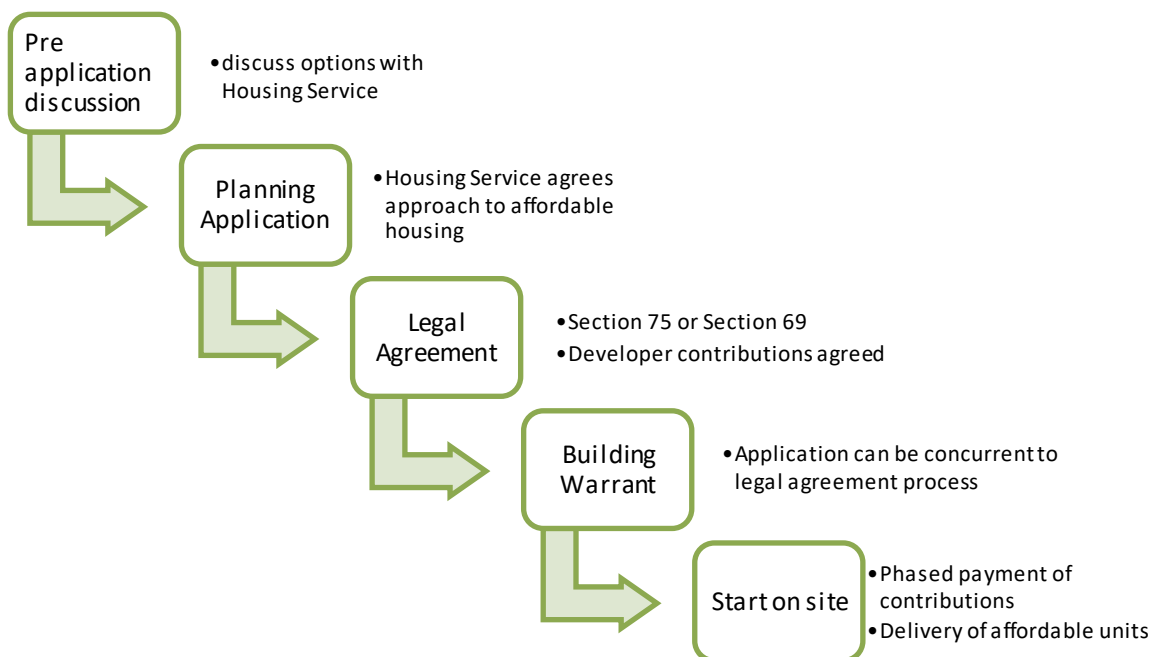 Pre
application
discussion
•discuss options with
Housing Service
Planning
Application
•Housing Service agrees
approach to affordable
housing
Legal
Agreement
•Section 75 or Section 69
•Developer contributions agreed
Building
Warrant
•Application can be concurrent to
legal agreement process
Start on site
•Phased payment of
contributions
•Delivery of affordable units